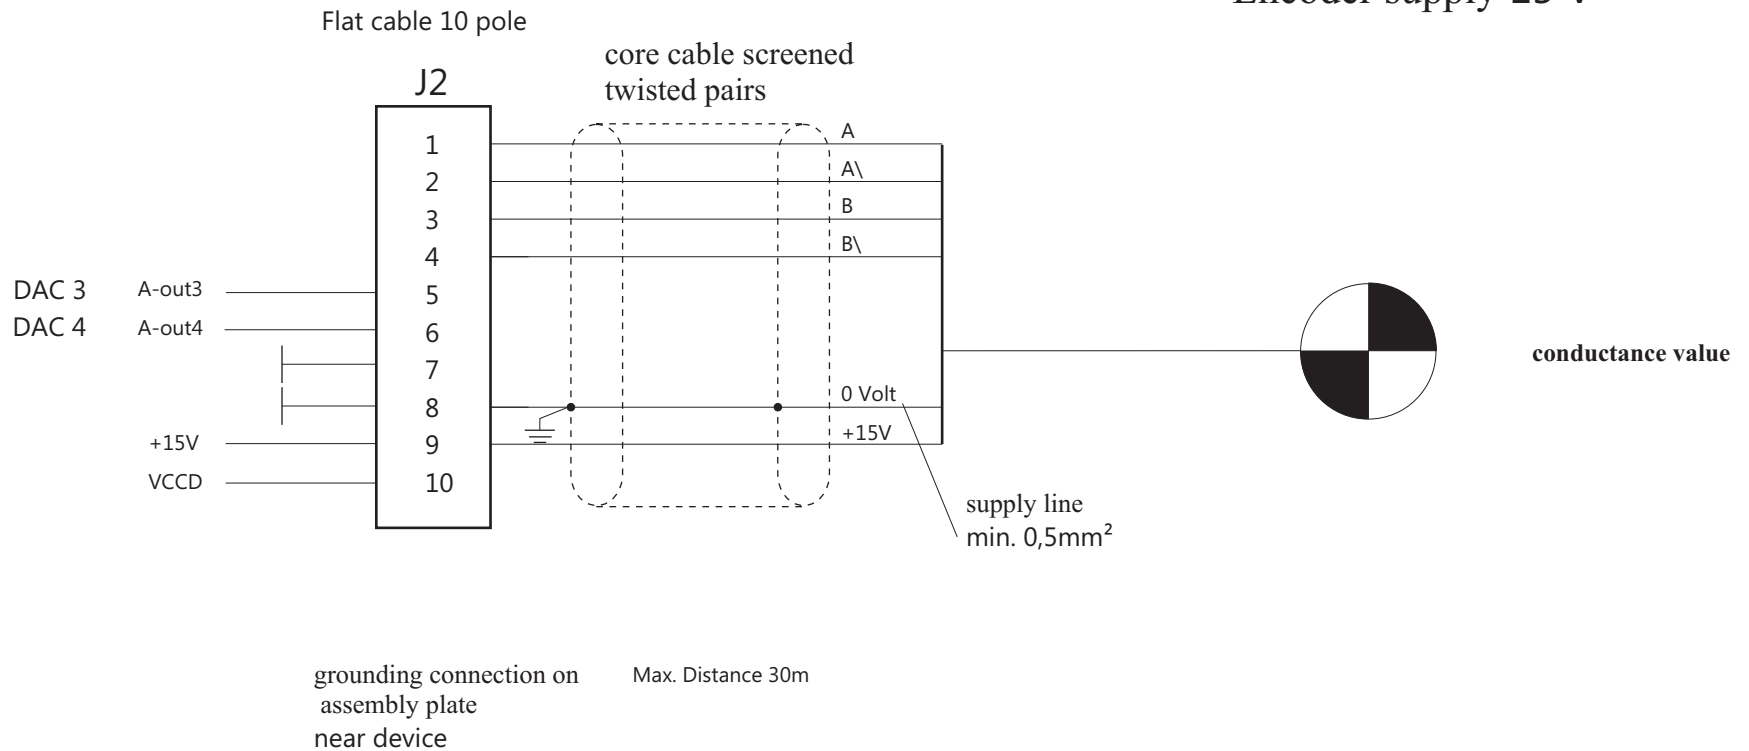 Encoder supply
Flat cable 10 pole
core cable screened
twisted pairs
J2
1
2
3
4
5
6
7
8
9
10
A
A\
B
B\
0 Volt
+15V
DAC 3 A-out3
DAC 4 A-out4
+15V
VCCD
conductance value
supply line
min. 0,5mm²
grounding connection on
assembly plate
near device
Max. Distance 30m